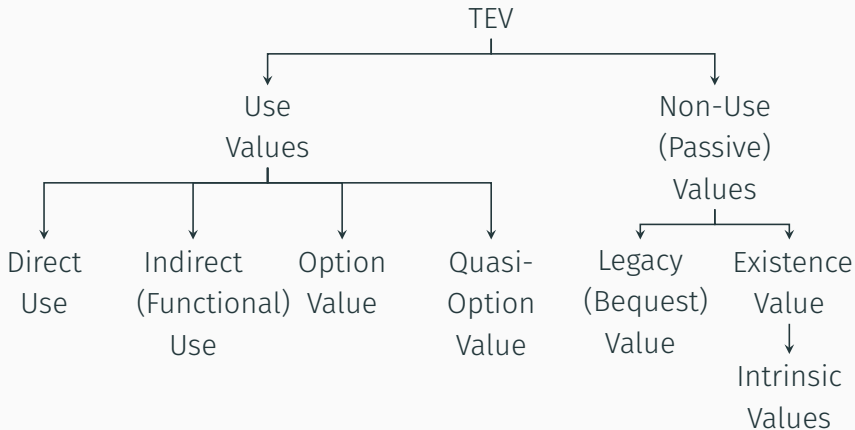 TEV
Use
Values
Non-Use
(Passive)
Values
Direct
Use
Indirect
(Functional)
Use
Option
Value
Quasi-
Option
Value
Legacy
(Bequest)
Value
Existence
Value
Intrinsic
Values